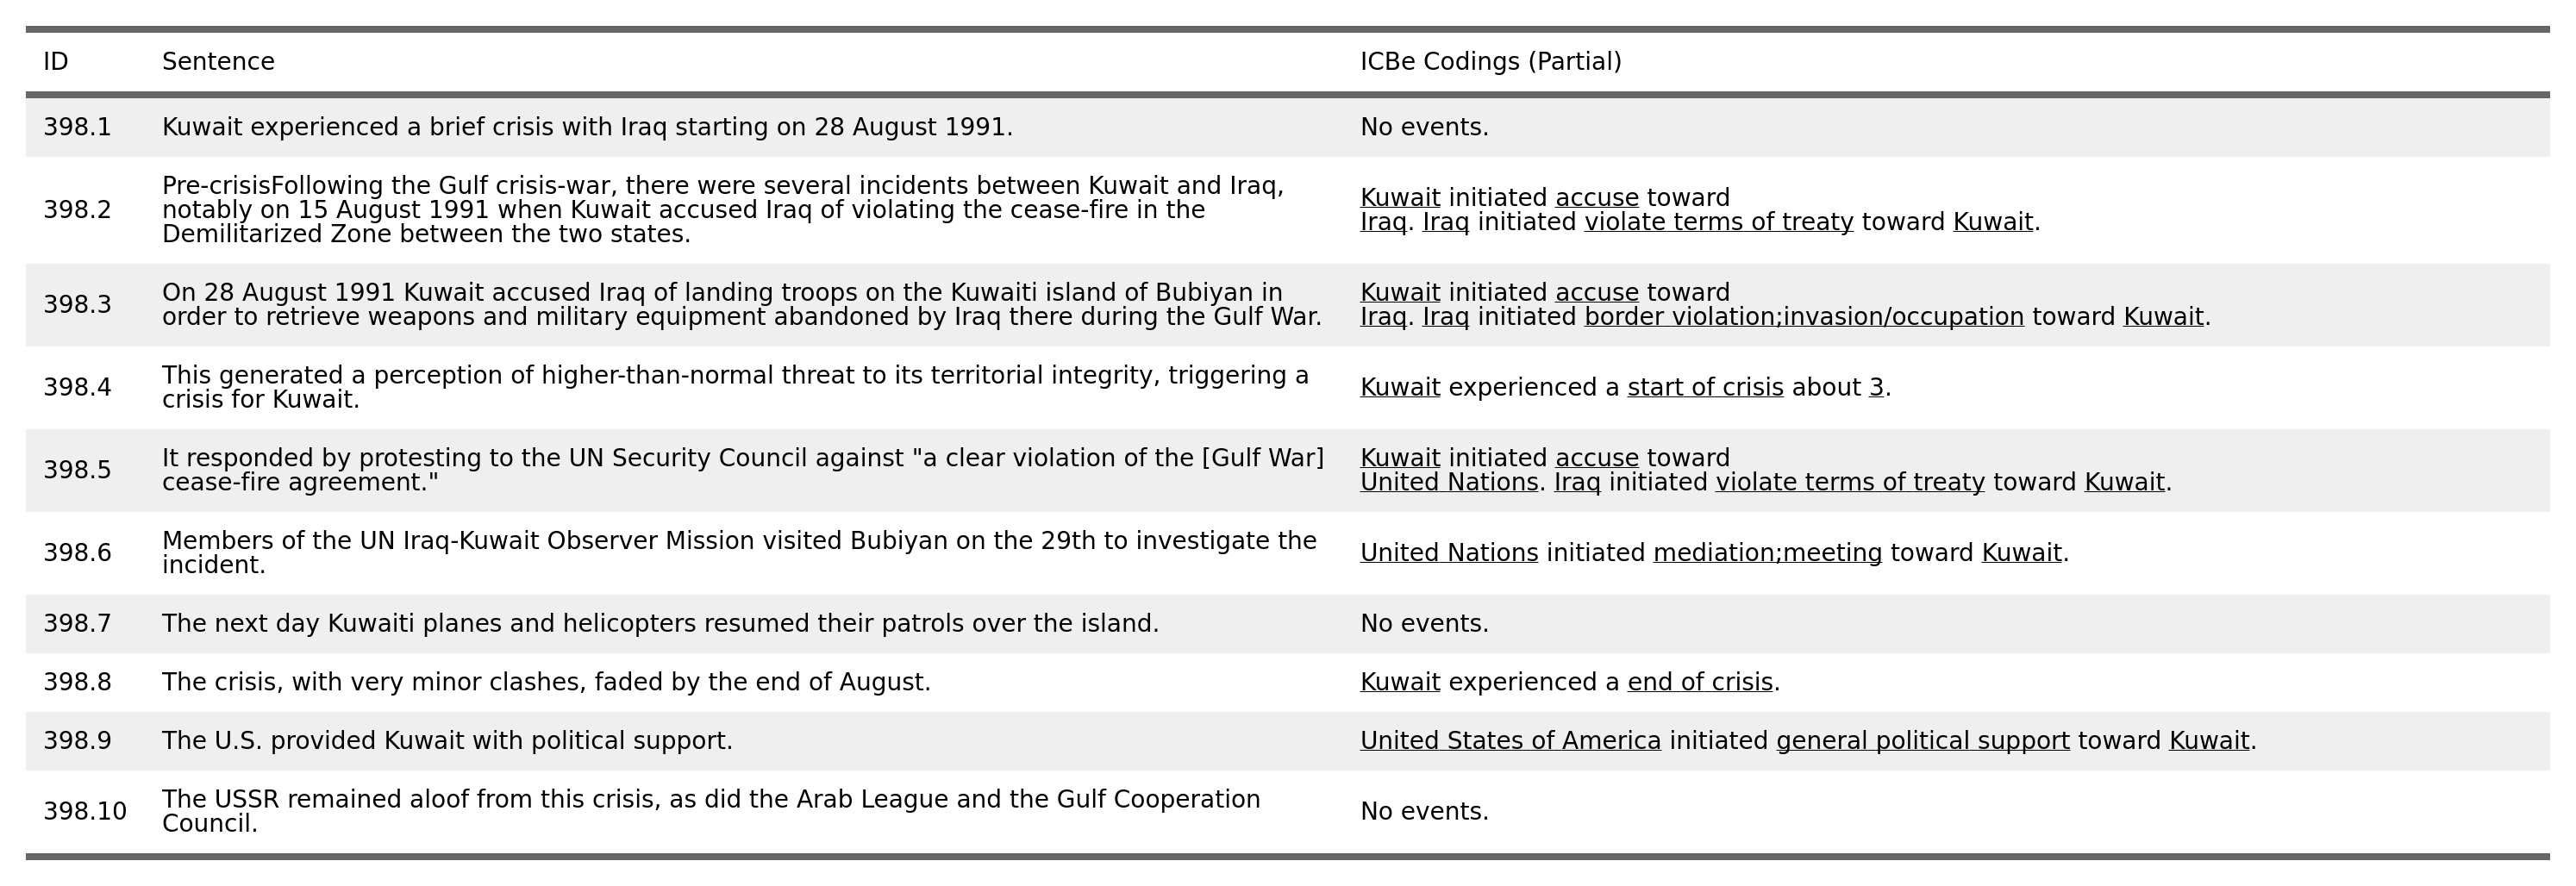 ID Sentence ICBe Codings (Partial)
398.1 Kuwait experienced a brief crisis with Iraq starting on 28 August 1991. No events.
398.2
Pre-crisisFollowing the Gulf crisis-war, there were several incidents between Kuwait and Iraq,
notably on 15 August 1991 when Kuwait accused Iraq of violating the cease-fire in the
Demilitarized Zone between the two states.
Kuwait initiated accuse toward
Iraq. Iraq initiated violate terms of treaty toward Kuwait.
398.3
On 28 August 1991 Kuwait accused Iraq of landing troops on the Kuwaiti island of Bubiyan in
order to retrieve weapons and military equipment abandoned by Iraq there during the Gulf War.
Kuwait initiated accuse toward
Iraq. Iraq initiated border violation;invasion/occupation toward Kuwait.
398.4
This generated a perception of higher-than-normal threat to its territorial integrity, triggering a
crisis for Kuwait.
Kuwait experienced a start of crisis about 3.
398.5
It responded by protesting to the UN Security Council against "a clear violation of the [Gulf War]
cease-fire agreement."
Kuwait initiated accuse toward
United Nations. Iraq initiated violate terms of treaty toward Kuwait.
398.6
Members of the UN Iraq-Kuwait Observer Mission visited Bubiyan on the 29th to investigate the
incident.
United Nations initiated mediation;meeting toward Kuwait.
398.7 The next day Kuwaiti planes and helicopters resumed their patrols over the island. No events.
398.8 The crisis, with very minor clashes, faded by the end of August. Kuwait experienced a end of crisis.
398.9 The U.S. provided Kuwait with political support. United States of America initiated general political support toward Kuwait.
398.10
The USSR remained aloof from this crisis, as did the Arab League and the Gulf Cooperation
Council.
No events.